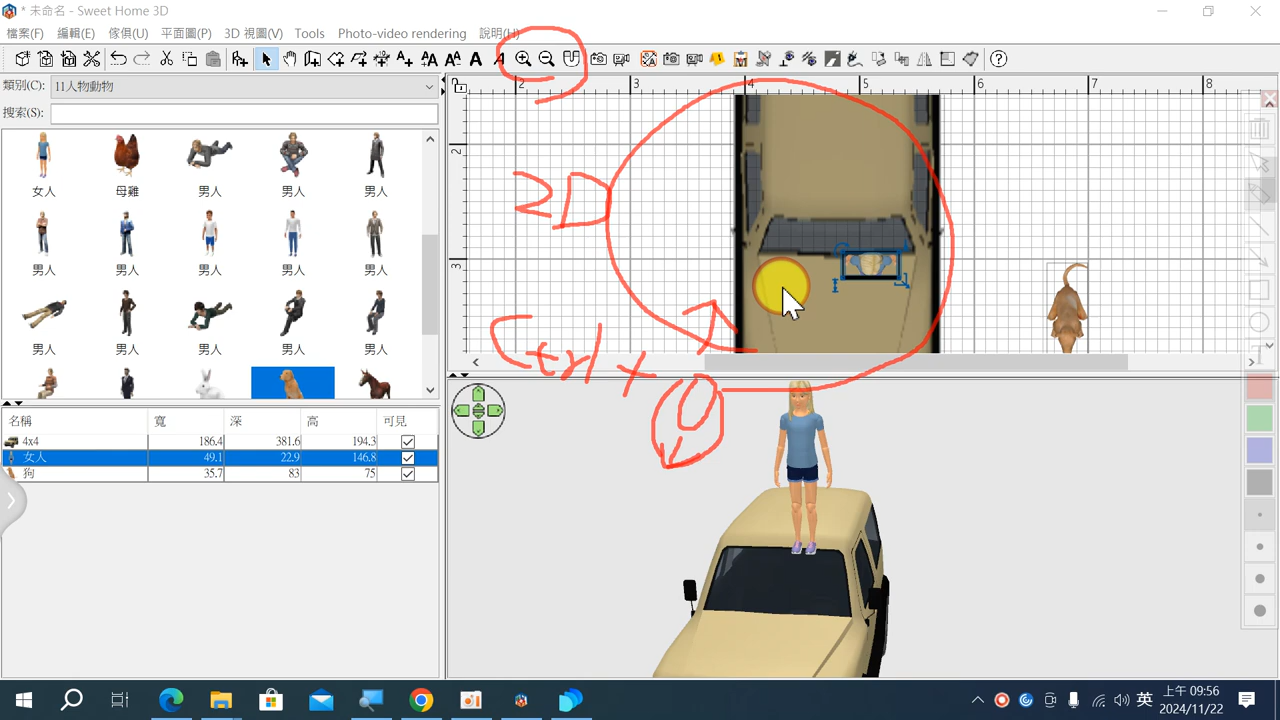 * 未命名 - Sweet Home 3D
檔案(F) 編輯(E) 傢俱(U) 平面圖(P) 3D 視圖(V) Tools Photo-video rendering 說明(H)
類別(C): 11人物動物
搜索(S):
女人 母雞 男人 男人 男人
男人 男人 男人 男人 男人
男人 男人 男人 男人 男人
名稱 寬 深 高 可見
4x4 186.4 381.6 194.3
女人 49.1 22.9 146.8
狗 35.7 83 75
2 3 4 5 6 7 8
2
3
2D
Ctrl +
英 上午 09:56
2024/11/22